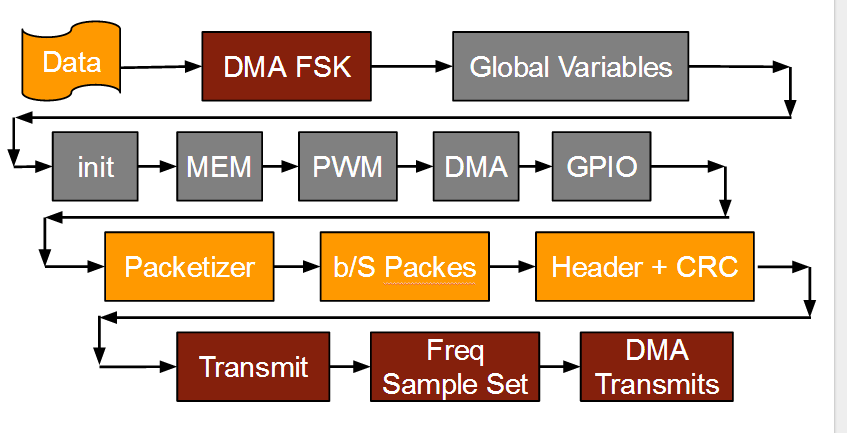 Data
DMA FSK
Global Variables
init
MEM
PWM
DMA
GPIO
Packetizer
b/S Packes
Header + CRC
Transmit
Freq
Sample Set
DMA
Transmits